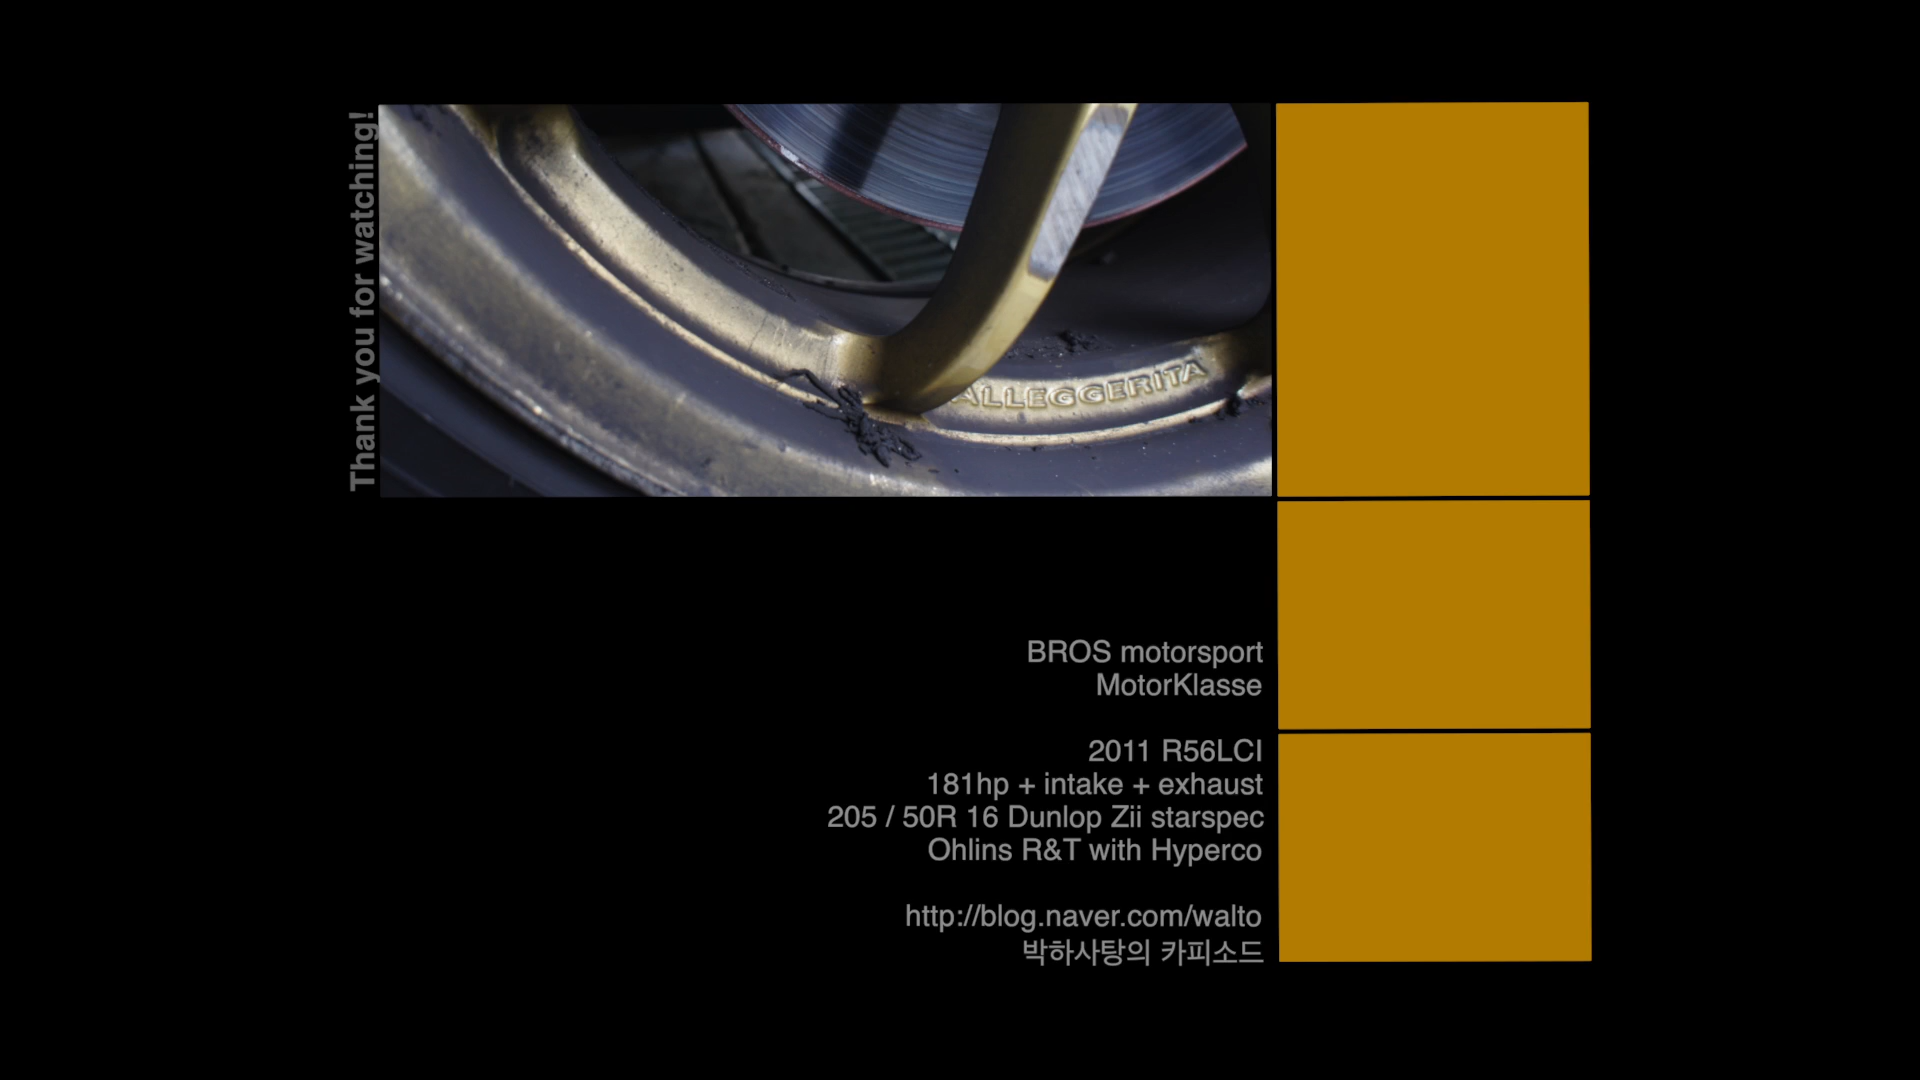 Thank you for watching!
ALLEGGERITA
BROS motorsport
MotorKlasse
2011 R56LCI
181hp + intake + exhaust
205 / 50R 16 Dunlop Zii starspec
Ohlins R&T with Hyperco
http://blog.naver.com/walto
박하사탕의 카피소드